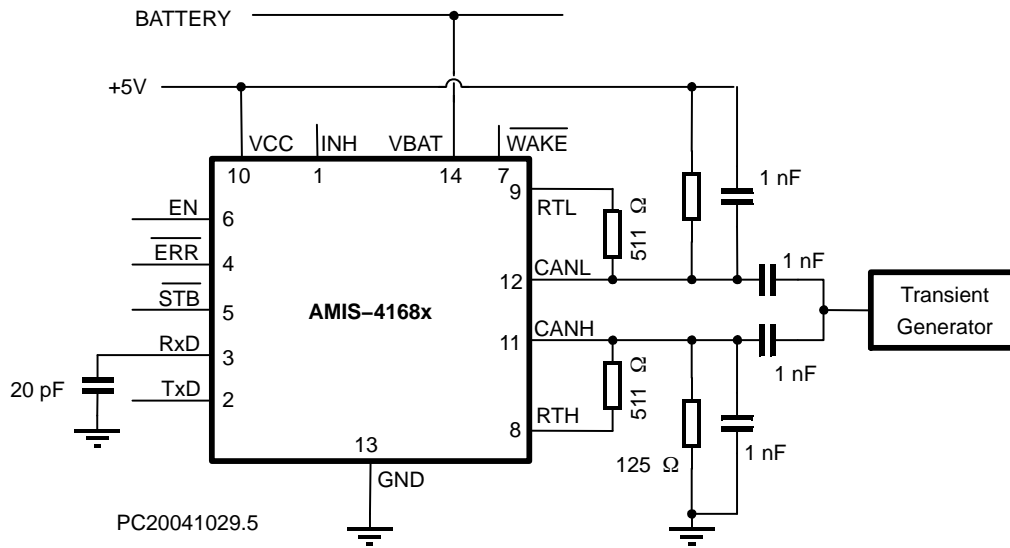 BATTERY
+5V
VCC
INH
VBAT
WAKE
10
1
14
7
9
RTL
511 Ω
1 nF
EN
6
ERR
4
CANL
12
1 nF
STB
5
AMIS−4168x
Transient
Generator
RxD
3
CANH
11
20 pF
TxD
2
511 Ω
1 nF
RTH
8
13
GND
125 Ω
1 nF
PC20041029.5